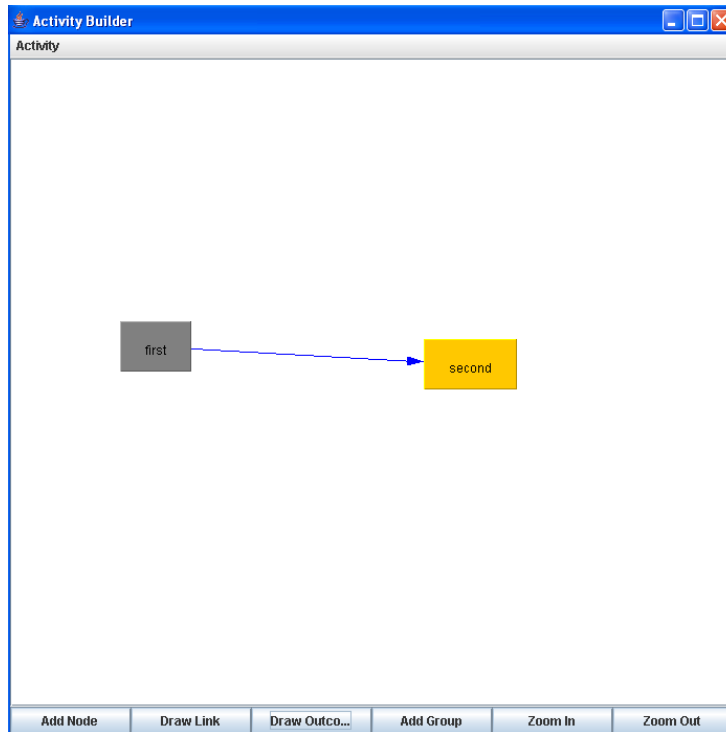 Activity Builder
Activity
first
second
Add Node
Draw Link
Draw Outco...
Add Group
Zoom In
Zoom Out